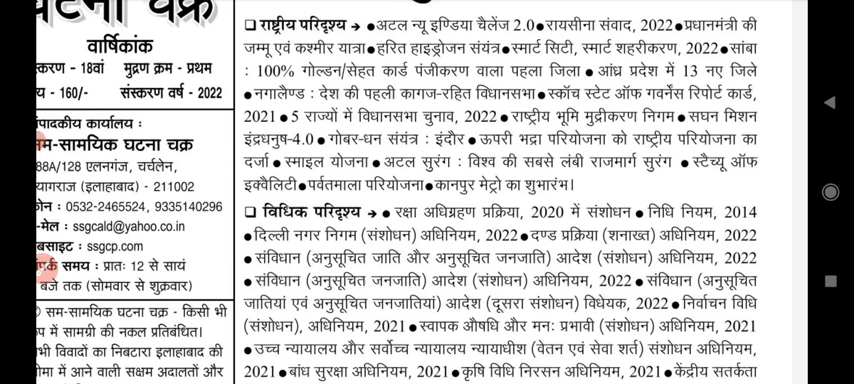 घटना चक्र
वार्षिकांक
स्करण - 18वां मुद्रण क्रम - प्रथम
य - 160/- संस्करण वर्ष - 2022
संपादकीय कार्यालय :
सम-सामयिक घटना चक्र
88A/128 एलनगंज, चर्चलेन,
यागराज (इलाहाबाद) - 211002
फोन : 0532-2465524, 9335140296
-मेल : ssgcald@yahoo.co.in
बसाइट : ssgcp.com
संपर्क समय : प्रातः 12 से सायं
बजे तक (सोमवार से शुक्रवार)
© सम-सामयिक घटना चक्र - किसी भी
रूप में सामग्री की नकल प्रतिबंधित।
भी विवादों का निबटारा इलाहाबाद की
सीमा में आने वाली सक्षम अदालतों और
❑ राष्ट्रीय परिदृश्य → ●अटल न्यू इण्डिया चैलेंज 2.0●रायसीना संवाद, 2022●प्रधानमंत्री की
जम्मू एवं कश्मीर यात्रा●हरित हाइड्रोजन संयंत्र●स्मार्ट सिटी, स्मार्ट शहरीकरण, 2022●सांबा
: 100% गोल्डन/सेहत कार्ड पंजीकरण वाला पहला जिला ●आंध्र प्रदेश में 13 नए जिले
●नगालैण्ड : देश की पहली कागज-रहित विधानसभा●स्कॉच स्टेट ऑफ गवर्नेंस रिपोर्ट कार्ड,
2021●5 राज्यों में विधानसभा चुनाव, 2022●राष्ट्रीय भूमि मुद्रीकरण निगम●सघन मिशन
इंद्रधनुष-4.0●गोबर-धन संयंत्र : इंदौर●ऊपरी भद्रा परियोजना को राष्ट्रीय परियोजना का
दर्जा●स्माइल योजना●अटल सुरंग : विश्व की सबसे लंबी राजमार्ग सुरंग ●स्टैच्यू ऑफ
इक्वैलिटी●पर्वतमाला परियोजना●कानपुर मेट्रो का शुभारंभ।
❑ विधिक परिदृश्य → ● रक्षा अधिग्रहण प्रक्रिया, 2020 में संशोधन●निधि नियम, 2014
●दिल्ली नगर निगम (संशोधन) अधिनियम, 2022●दण्ड प्रक्रिया (शनाख्त) अधिनियम, 2022
●संविधान (अनुसूचित जाति और अनुसूचित जनजाति) आदेश (संशोधन) अधिनियम, 2022
●संविधान (अनुसूचित जनजाति) आदेश (संशोधन) अधिनियम, 2022●संविधान (अनुसूचित
जातियां एवं अनुसूचित जनजातियां) आदेश (दूसरा संशोधन) विधेयक, 2022●निर्वाचन विधि
(संशोधन), अधिनियम, 2021●स्वापक औषधि और मनः प्रभावी (संशोधन) अधिनियम, 2021
●उच्च न्यायालय और सर्वोच्च न्यायालय न्यायाधीश (वेतन एवं सेवा शर्त) संशोधन अधिनियम,
2021●बांध सुरक्षा अधिनियम, 2021●कृषि विधि निरसन अधिनियम, 2021●केंद्रीय सतर्कता